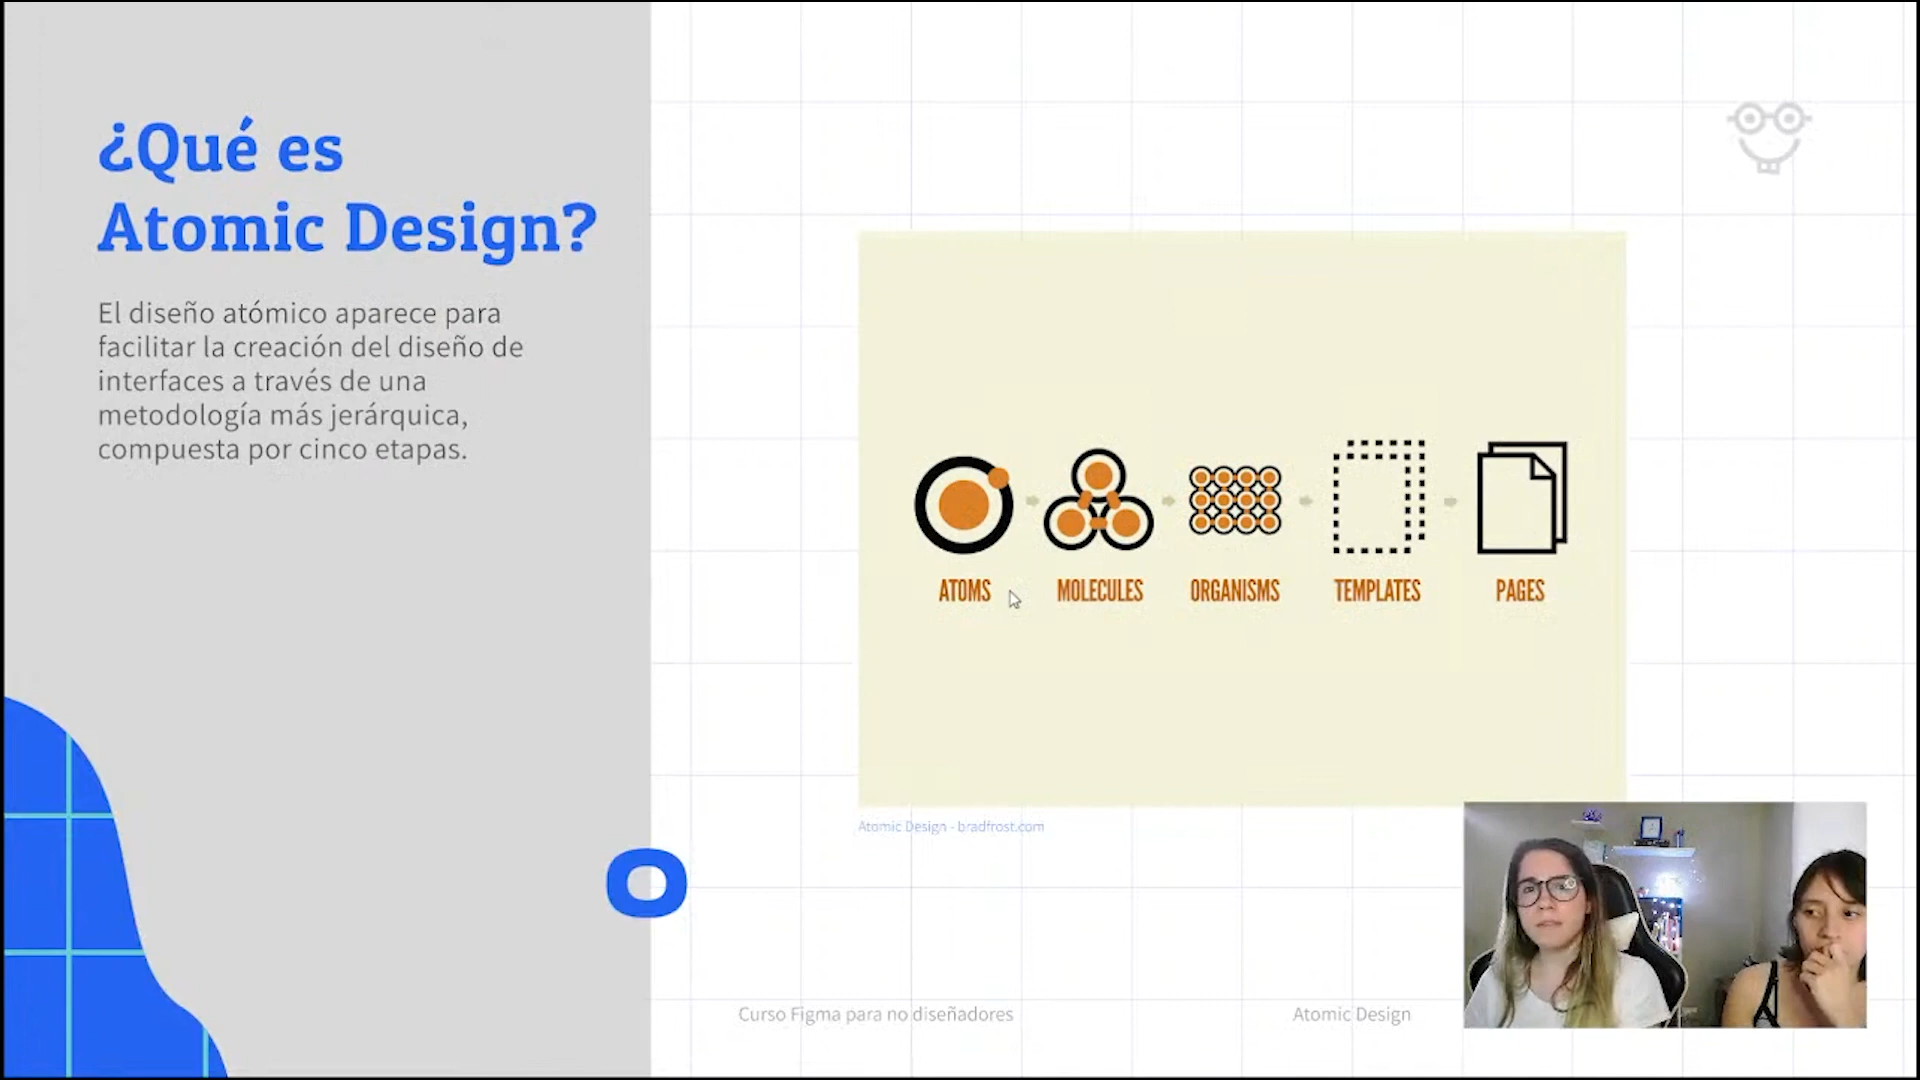 ¿Qué es
Atomic Design?
El diseño atómico aparece para
facilitar la creación del diseño de
interfaces a través de una
metodología más jerárquica,
compuesta por cinco etapas.
ATOMS
MOLECULES
ORGANISMS
TEMPLATES
PAGES
Atomic Design - bradfrost.com
Curso Figma para no diseñadores
Atomic Design